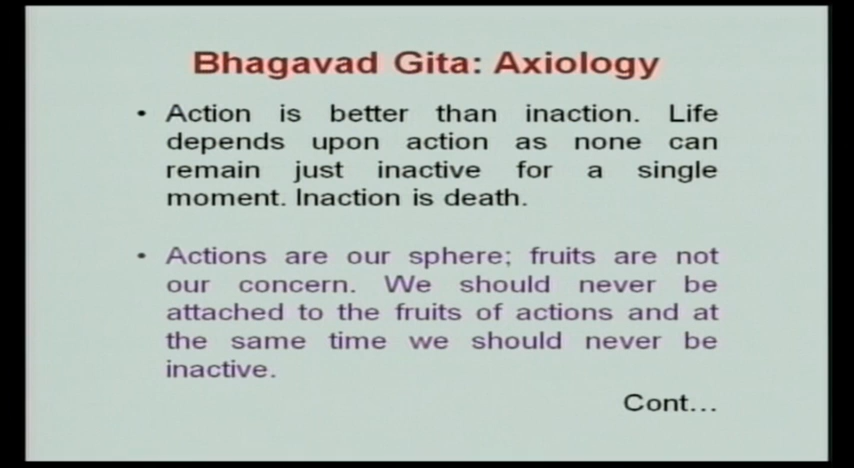 Bhagavad Gita: Axiology
• Action is better than inaction. Life
depends upon action as none can
remain just inactive for a single
moment. Inaction is death.
• Actions are our sphere; fruits are not
our concern. We should never be
attached to the fruits of actions and at
the same time we should never be
inactive.
Cont...